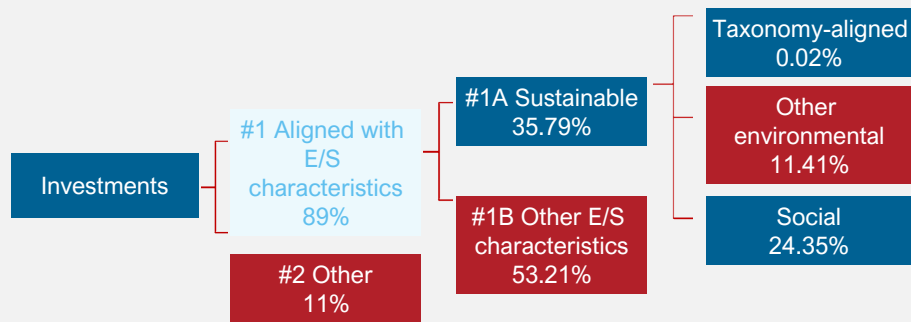 Investments
#1 Aligned with
E/S
characteristics
89%
#2 Other
11%
#1A Sustainable
35.79%
#1B Other E/S
characteristics
53.21%
Taxonomy-aligned
0.02%
Other
environmental
11.41%
Social
24.35%